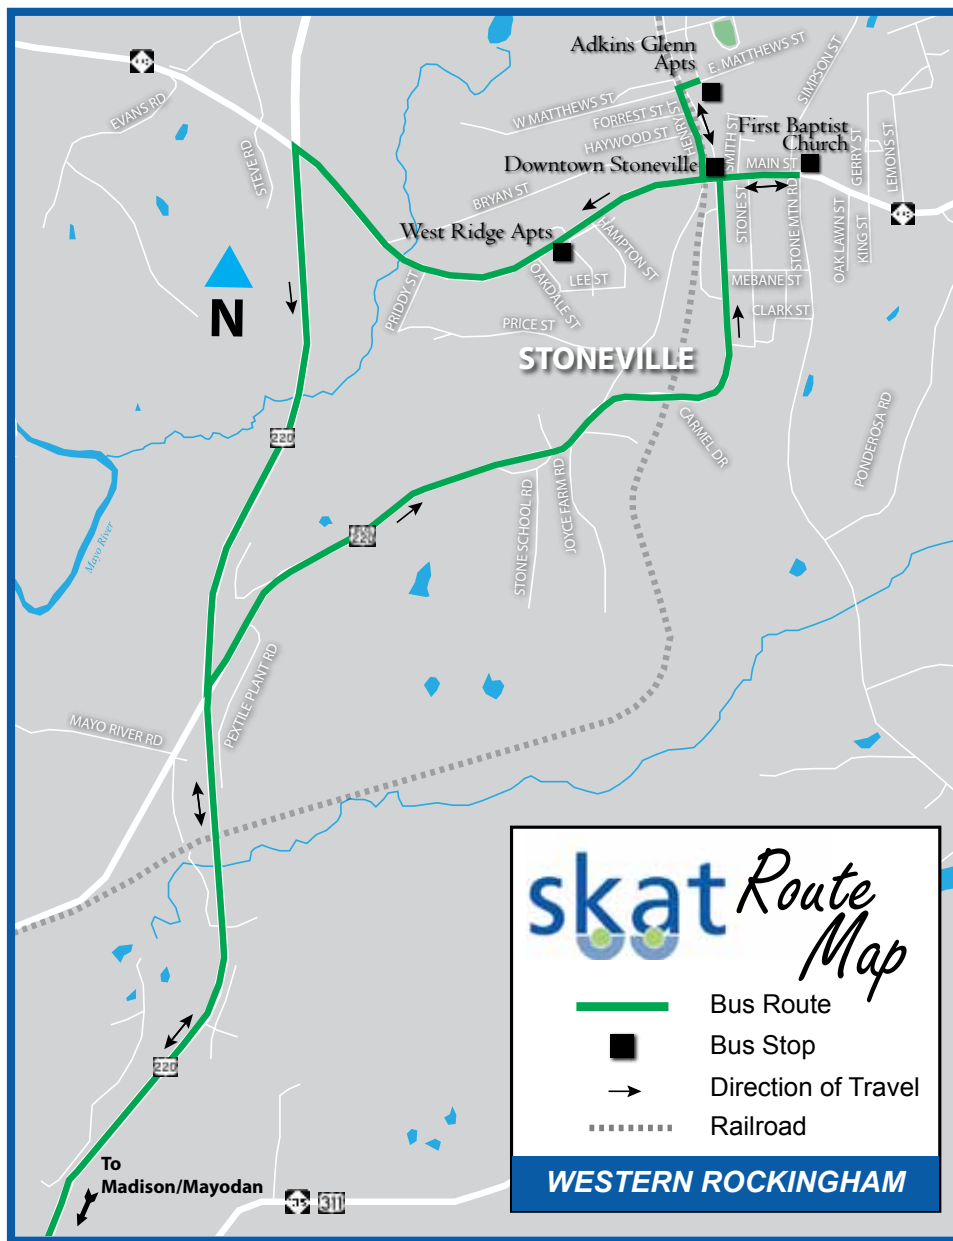 Adkins Glenn
Apts
E. MATTHEWS ST
SIMPSON ST
EVANS RD
W MATTHEWS ST
FORREST ST
HAYWOOD ST
HENRY ST
SMITH ST
First Baptist
Church
GERRY ST
LEMONS ST
STEVE RD
Downtown Stoneville
MAIN ST
BRYAN ST
STONE ST
STONE MTN RD
OAK LAWN ST
KING ST
West Ridge Apts
HAMPTON ST
OAKDALE ST
LEE ST
MEBANE ST
PRIDDY ST
N
CLARK ST
PRICE ST
STONEVILLE
CARMEL DR
PONDEROSA RD
220
220
STONE SCHOOL RD
JOYCE FARM RD
Mayo River
PEXTILE PLANT RD
MAYO RIVER RD
skat Route
Map
Bus Route
Bus Stop
Direction of Travel
Railroad
WESTERN ROCKINGHAM
220
To
Madison/Mayodan
311